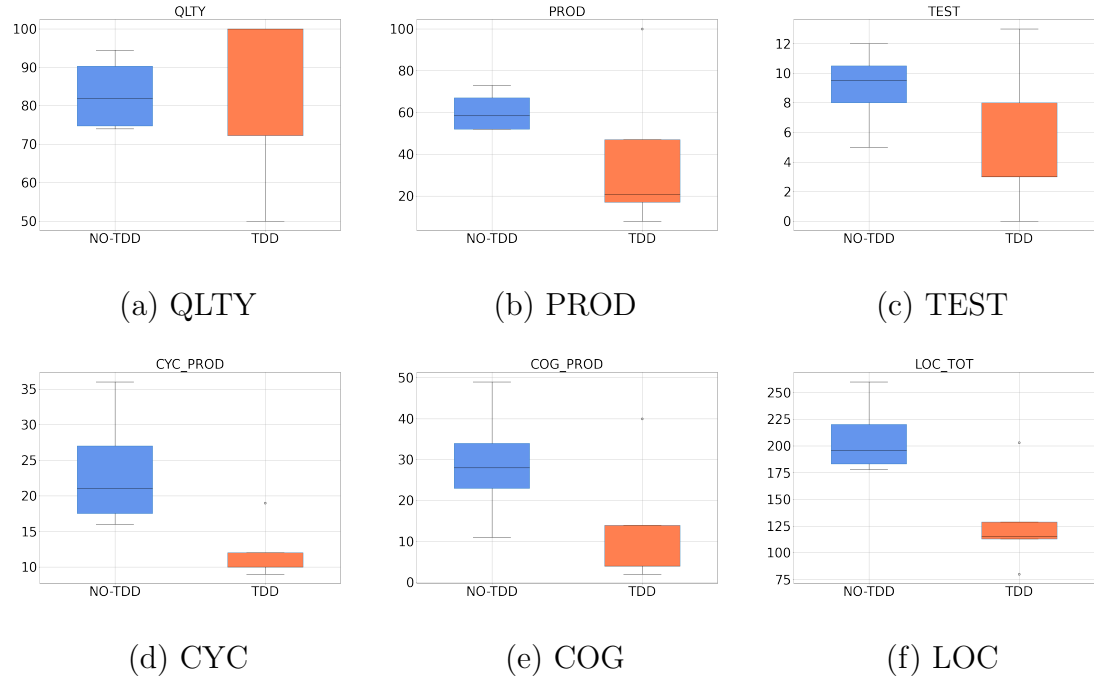 QLTY
100
90
80
70
60
50
NO-TDD
TDD
(a) QLTY
PROD
100
80
60
40
20
NO-TDD
TDD
(b) PROD
TEST
12
10
8
6
4
2
0
NO-TDD
TDD
(c) TEST
CYC_PROD
35
30
25
20
15
10
NO-TDD
TDD
(d) CYC
COG_PROD
50
40
30
20
10
0
NO-TDD
TDD
(e) COG
LOC_TOT
250
225
200
175
150
125
100
75
NO-TDD
TDD
(f) LOC